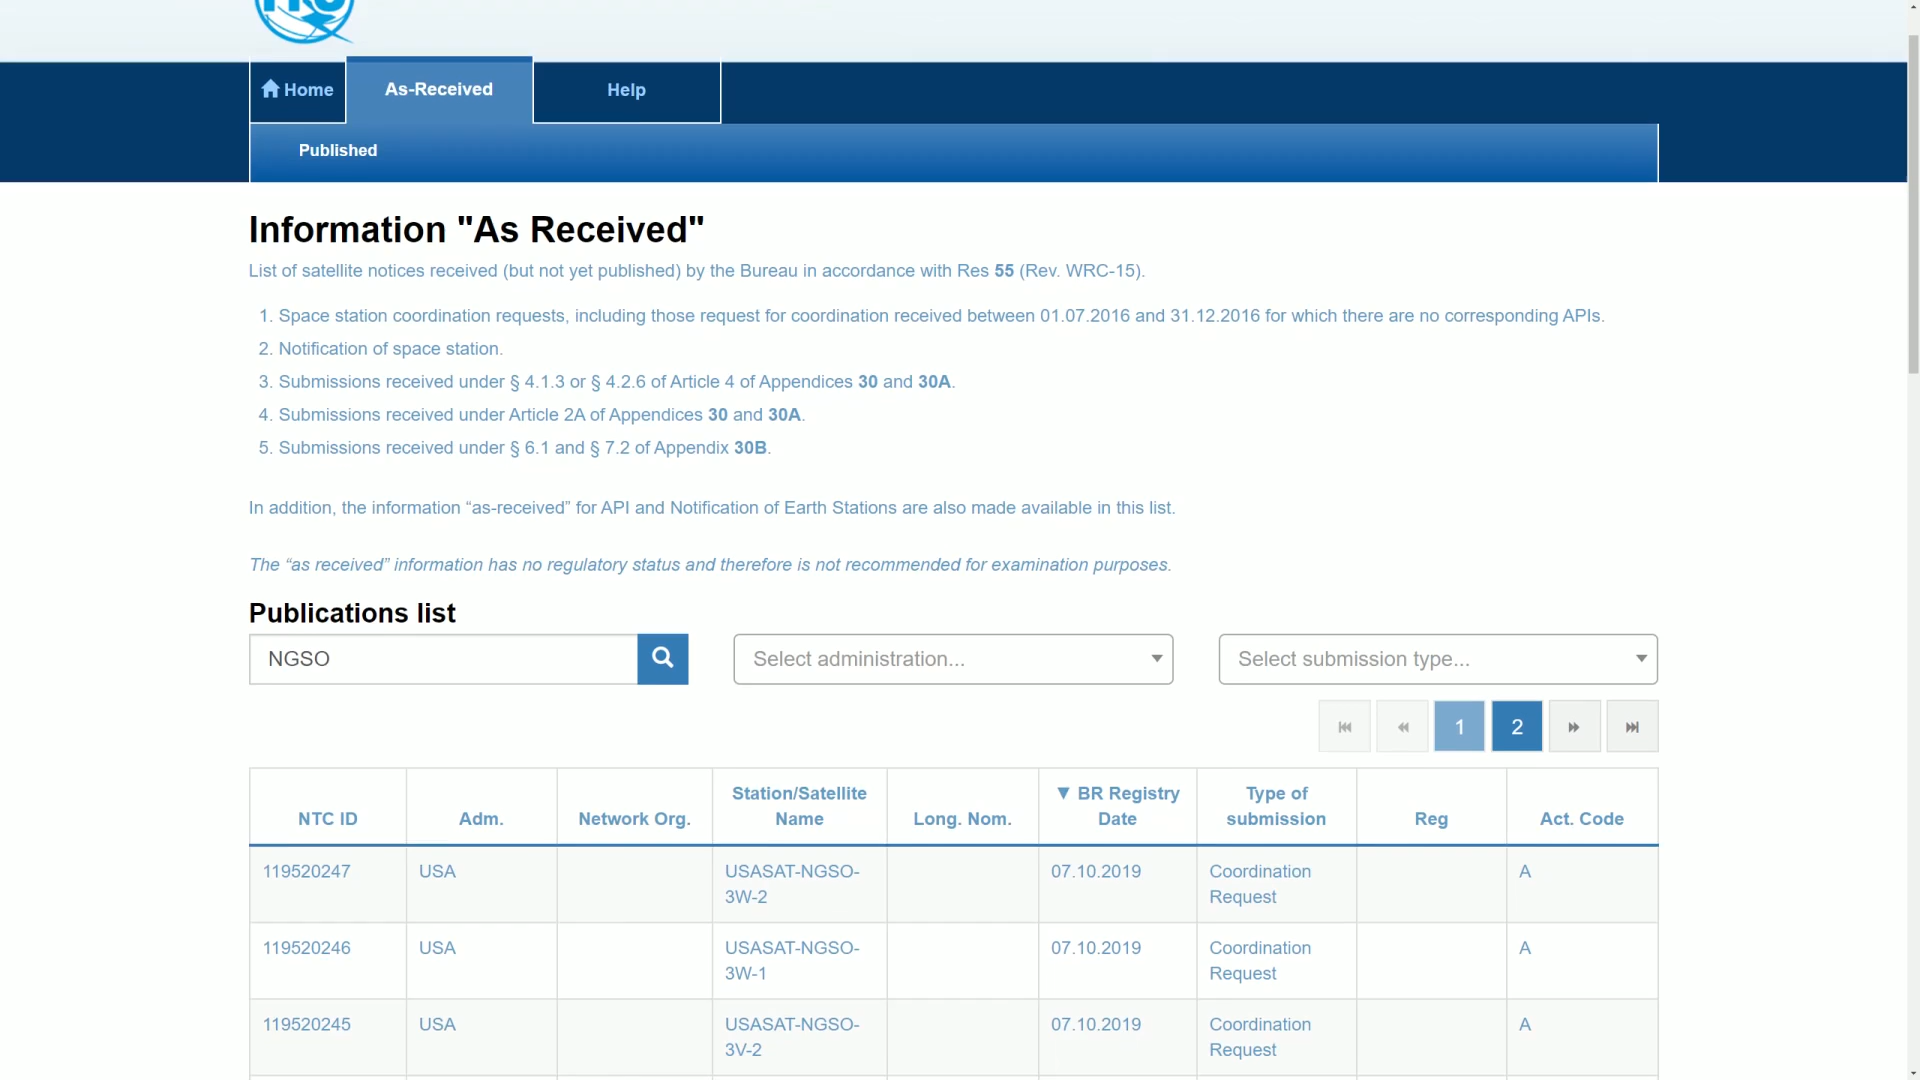 Home
As-Received
Help
Published
Information "As Received"
List of satellite notices received (but not yet published) by the Bureau in accordance with Res 55 (Rev. WRC-15).
1. Space station coordination requests, including those request for coordination received between 01.07.2016 and 31.12.2016 for which there are no corresponding APIs.
2. Notification of space station.
3. Submissions received under § 4.1.3 or § 4.2.6 of Article 4 of Appendices 30 and 30A.
4. Submissions received under Article 2A of Appendices 30 and 30A.
5. Submissions received under § 6.1 and § 7.2 of Appendix 30B.
In addition, the information “as-received” for API and Notification of Earth Stations are also made available in this list.
The “as received” information has no regulatory status and therefore is not recommended for examination purposes.
Publications list
NGSO
Select administration...
Select submission type...
1
2
NTC ID
Adm.
Network Org.
Station/Satellite
Name
Long. Nom.
▼ BR Registry
Date
Type of
submission
Reg
Act. Code
119520247
USA
USASAT-NGSO-
3W-2
07.10.2019
Coordination
Request
A
119520246
USA
USASAT-NGSO-
3W-1
07.10.2019
Coordination
Request
A
119520245
USA
USASAT-NGSO-
3V-2
07.10.2019
Coordination
Request
A